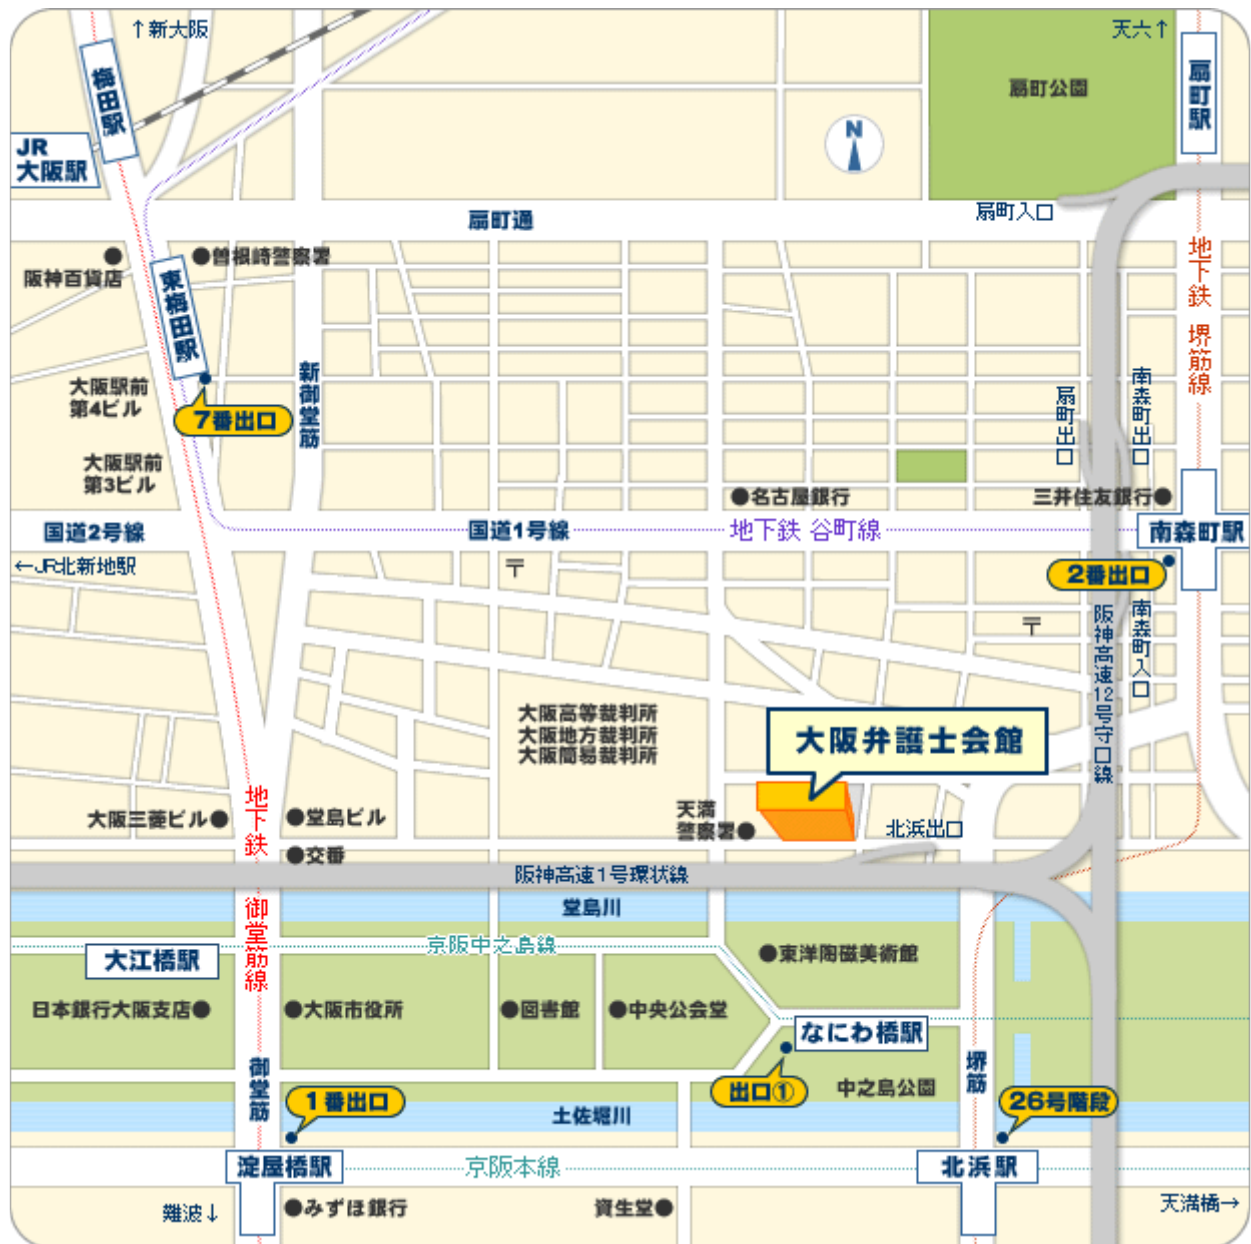 ↑新大阪
天六↑
梅田駅
扇町公園
扇町駅
JR
大阪駅
N
扇町通
扇町入口
●曽根崎警察署
阪神百貨店
東梅田駅
地下鉄 堺筋線
新御堂筋
大阪駅前
第4ビル
7番出口
扇町出口
南森町出口
大阪駅前
第3ビル
●名古屋銀行
三井住友銀行●
国道2号線
国道1号線
地下鉄 谷町線
南森町駅
←JR北新地駅
〒
2番出口
〒
阪神高速12号守口線
南森町入口
大阪高等裁判所
大阪地方裁判所
大阪簡易裁判所
大阪弁護士会館
地下鉄 御堂筋線
大阪三菱ビル●
●堂島ビル
天満
警察署●
北浜出口
●交番
阪神高速1号環状線
堂島川
京阪中之島線
大江橋駅
●東洋陶磁美術館
日本銀行大阪支店●
●大阪市役所
●図書館
●中央公会堂
なにわ橋駅
御堂筋
堺筋
出口①
中之島公園
1番出口
26号階段
土佐堀川
淀屋橋駅
京阪本線
北浜駅
難波↓
●みずほ銀行
資生堂●
天満橋→